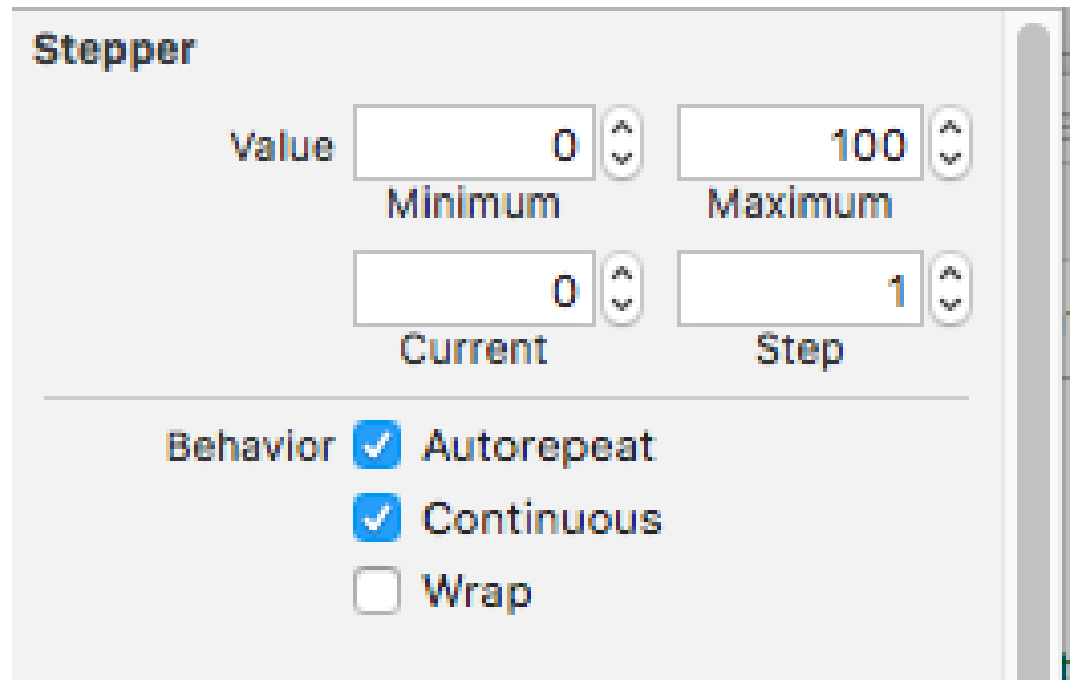 Stepper
Value 0 100
Minimum Maximum
0 1
Current Step
Behavior Autorepeat
Continuous
Wrap